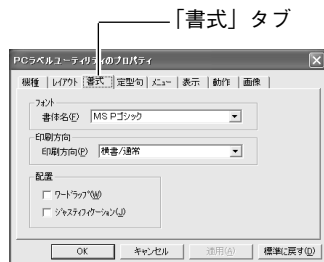 「書式」タブ
PCラベルユーティリティのプロパティ
機種 レイアウト 書式 定型句 メニュー 表示 動作 画像
フォント
書体名(F) MS Pゴシック
印刷方向
印刷方向(P) 横書/通常
配置
ワードラップ(W)
ジャスティフィケーション(J)
OK キャンセル 適用(A) 標準に戻す(D)